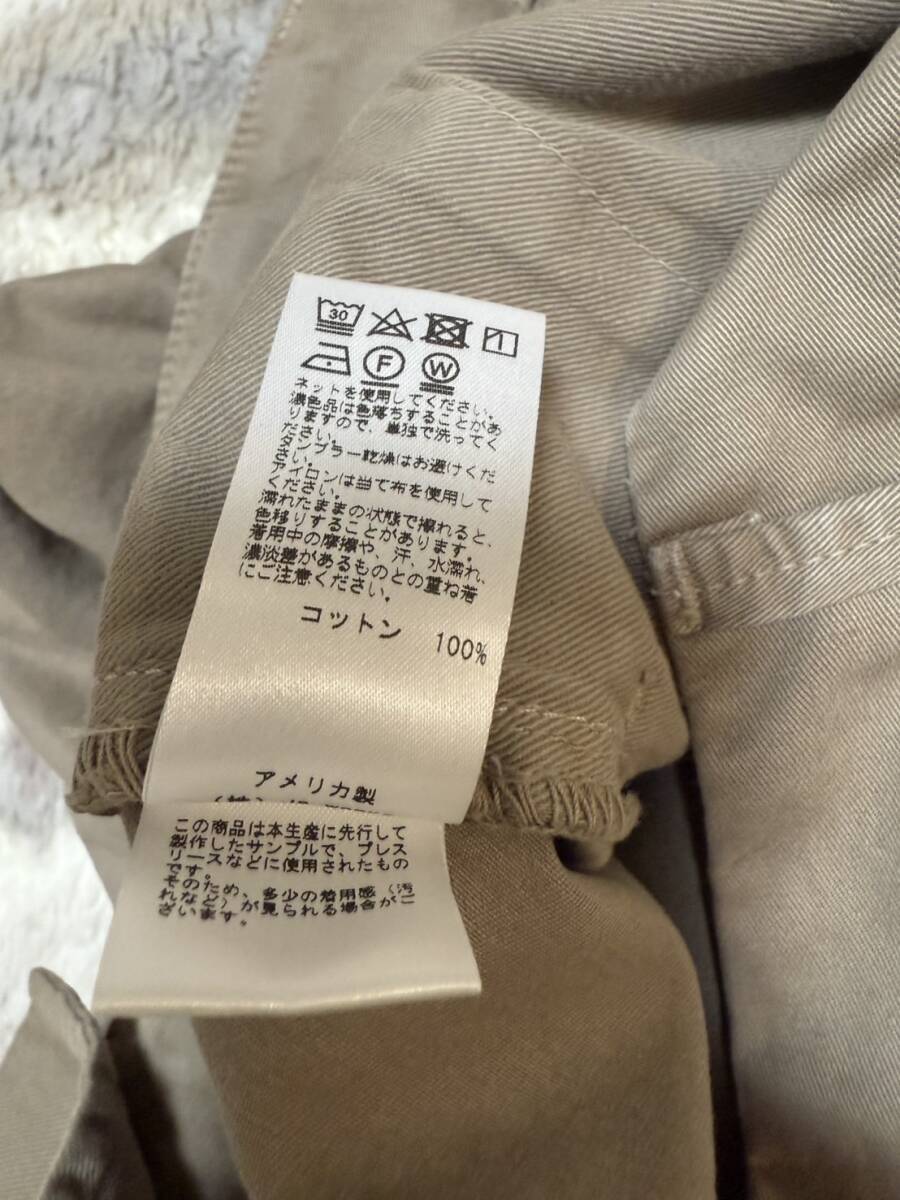 30
F W
ネットを使用してください。
濃色品は色落ちすることがあ
りますので、単独で洗ってく
ださい。
タンブラー乾燥はお避けくだ
さい。
アイロンは当て布を使用して
ください。
濡れたままの状態で擦れると、
色移りすることがあります。
着用中の摩擦や、汗、水濡れ、
濃淡差があるものとの重ね着
にご注意ください。
コットン 100%
アメリカ製
この商品は本生産に先行して
製作したサンプルで、プレス
リースなどに使用されたもの
です。
そのため、多少の着用感(汚
れなど)が見られる場合がご
ざいます。